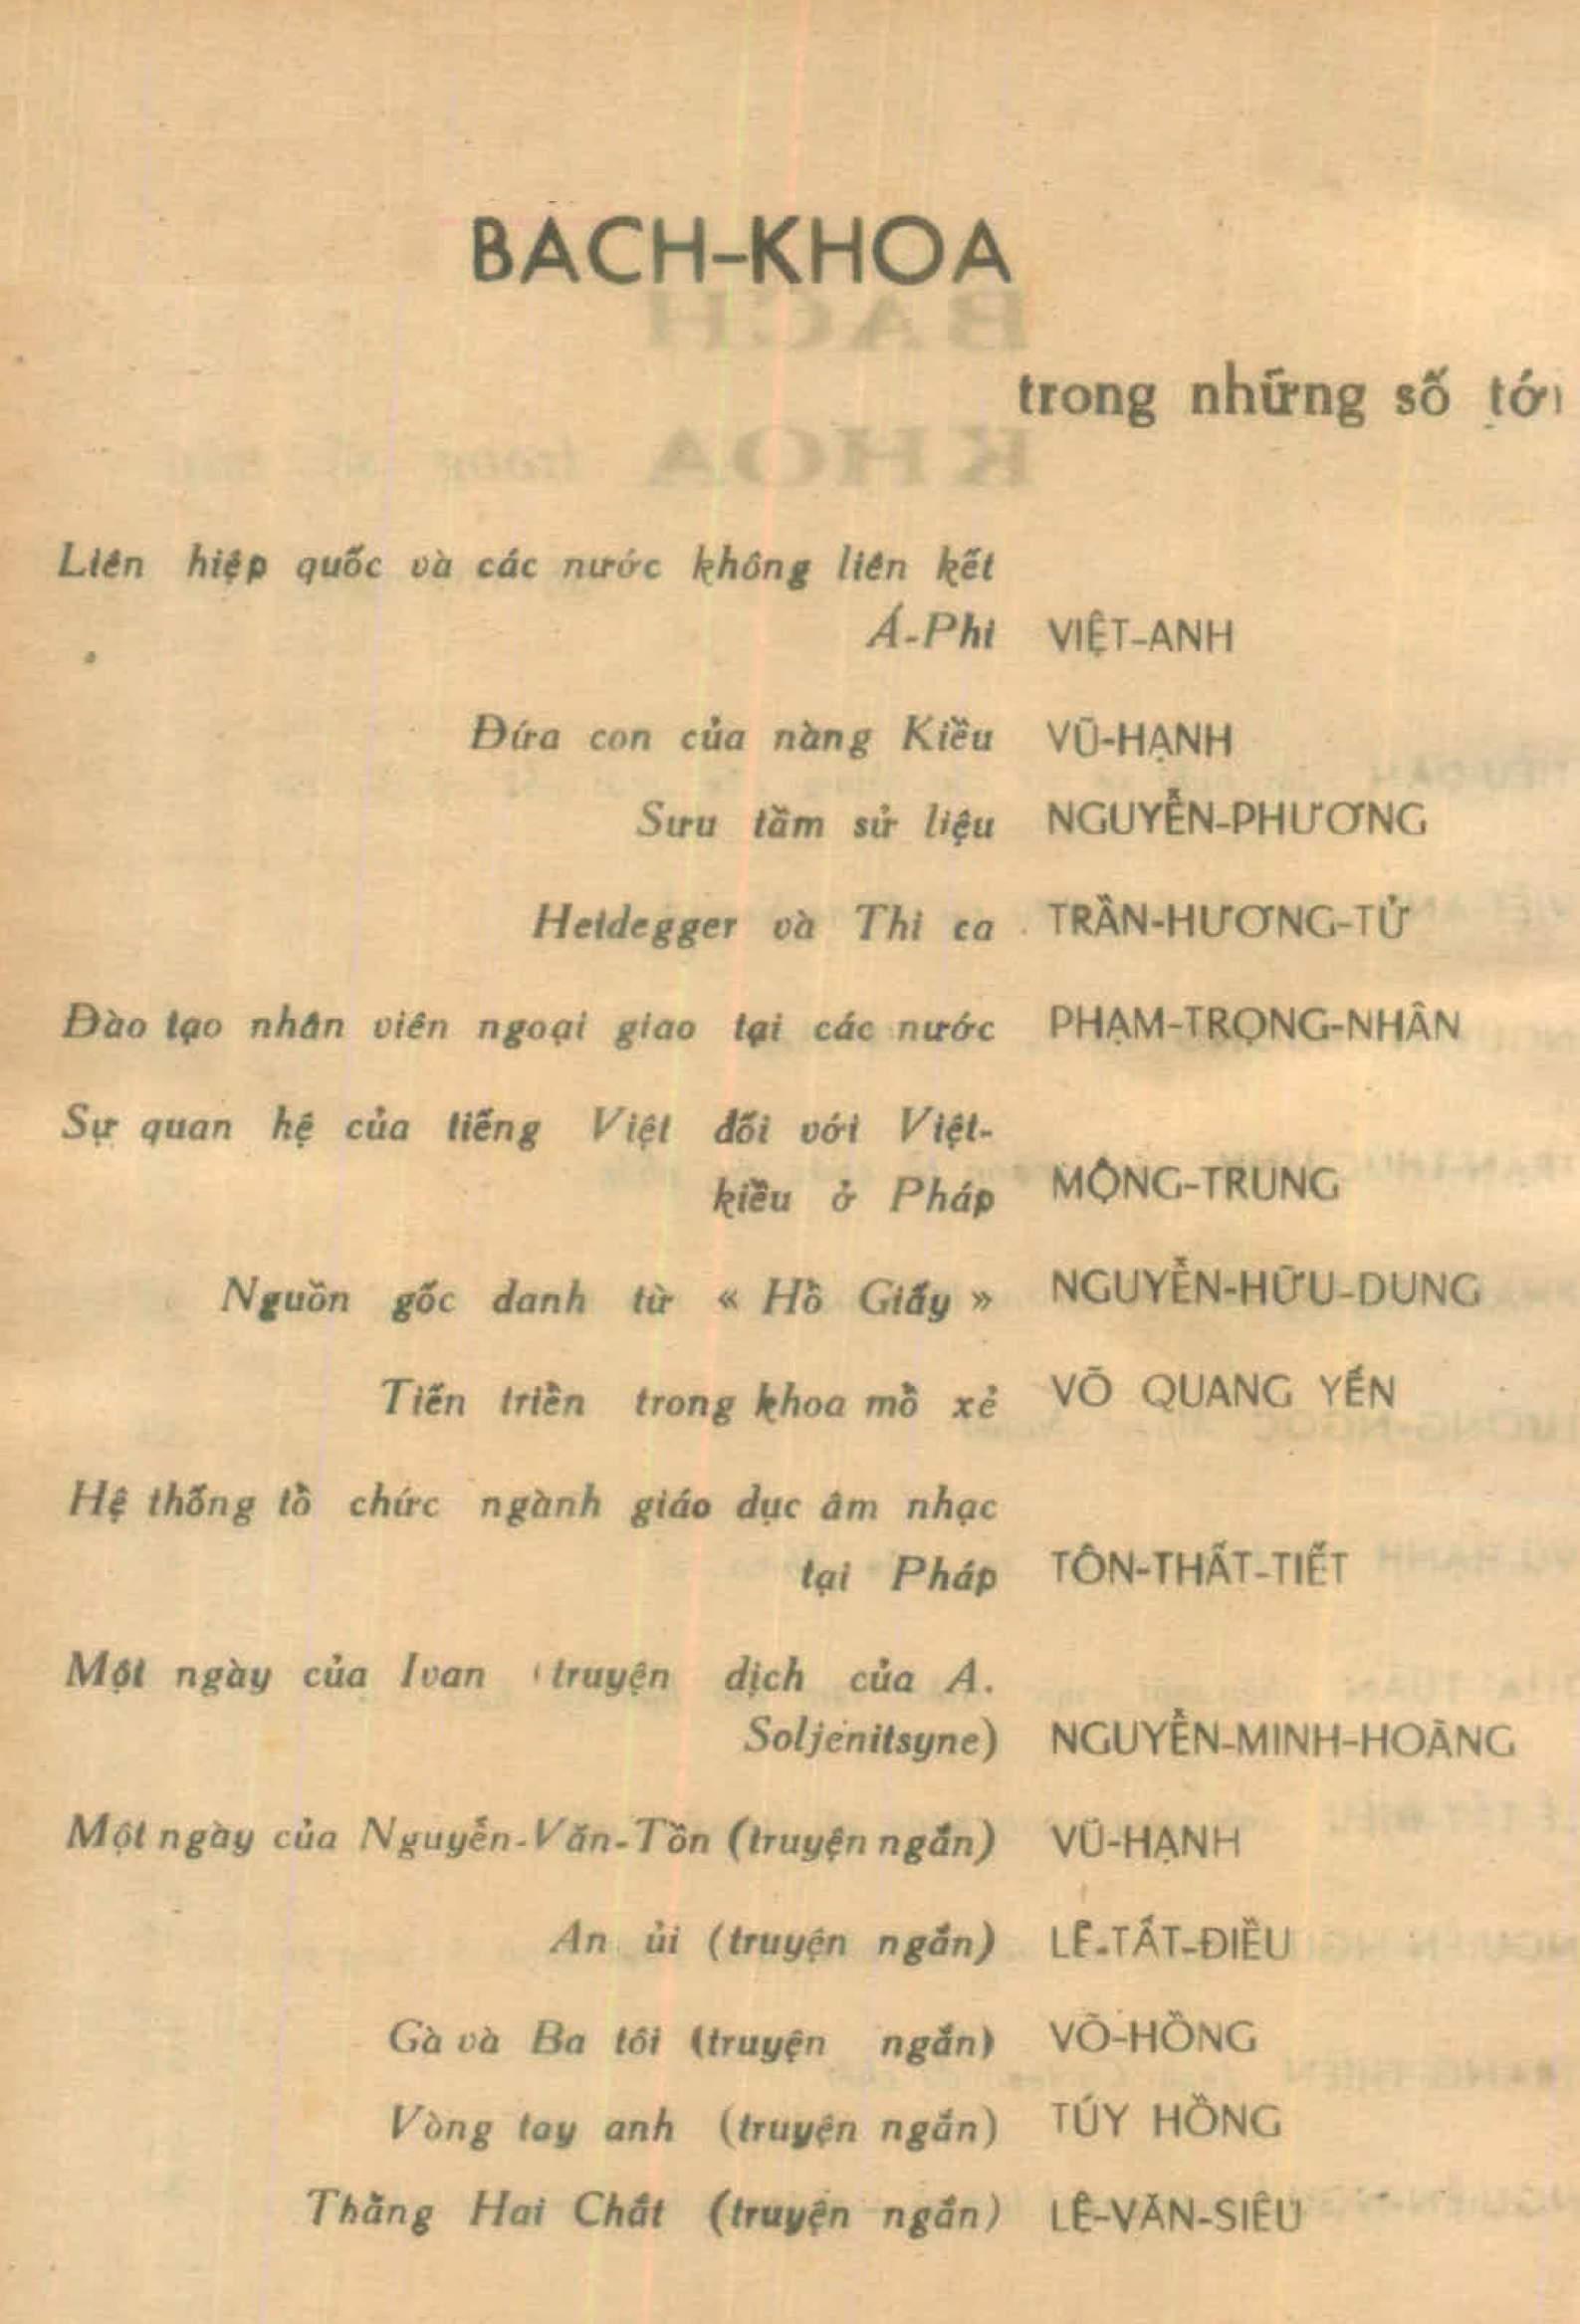 BÁCH-KHOA
trong những số tới
Liên hiệp quốc và các nước không liên kết
Á-Phi VIỆT-ANH
Đứa con của nàng Kiều VŨ-HẠNH
Sưu tầm sử liệu NGUYỄN-PHƯƠNG
Heidegger và Thi ca TRẦN-HƯƠNG-TỬ
Đào tạo nhân viên ngoại giao tại các nước PHẠM-TRỌNG-NHÂN
Sự quan hệ của tiếng Việt đối với Việt-
kiều ở Pháp MỘNG-TRUNG
Nguồn gốc danh từ « Hồ Giấy » NGUYỄN-HỮU-DUNG
Tiến triển trong khoa mổ xẻ VÕ QUANG YẾN
Hệ thống tổ chức ngành giáo dục âm nhạc
tại Pháp TÔN-THẤT-TIẾT
Một ngày của Ivan (truyện dịch của A.
Soljénitsyne) NGUYỄN-MINH-HOÀNG
Một ngày của Nguyễn-Văn-Tồn (truyện ngắn) VŨ-HẠNH
An ủi (truyện ngắn) LÊ-TẤT-ĐIỀU
Gà và Ba tôi (truyện ngắn) VÕ-HỒNG
Vòng tay anh (truyện ngắn) TÚY HỒNG
Thằng Hai Chất (truyện ngắn) LÊ-VĂN-SIÊU